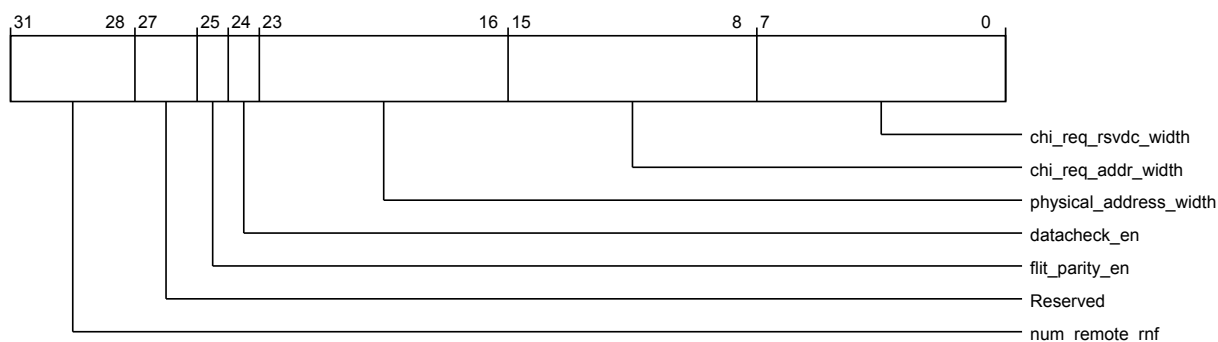 31 28 27 25 24 23 16 15 8 7 0
chi_req_rsvdc_width
chi_req_addr_width
physical_address_width
datacheck_en
flit_parity_en
Reserved
num_remote_rnf